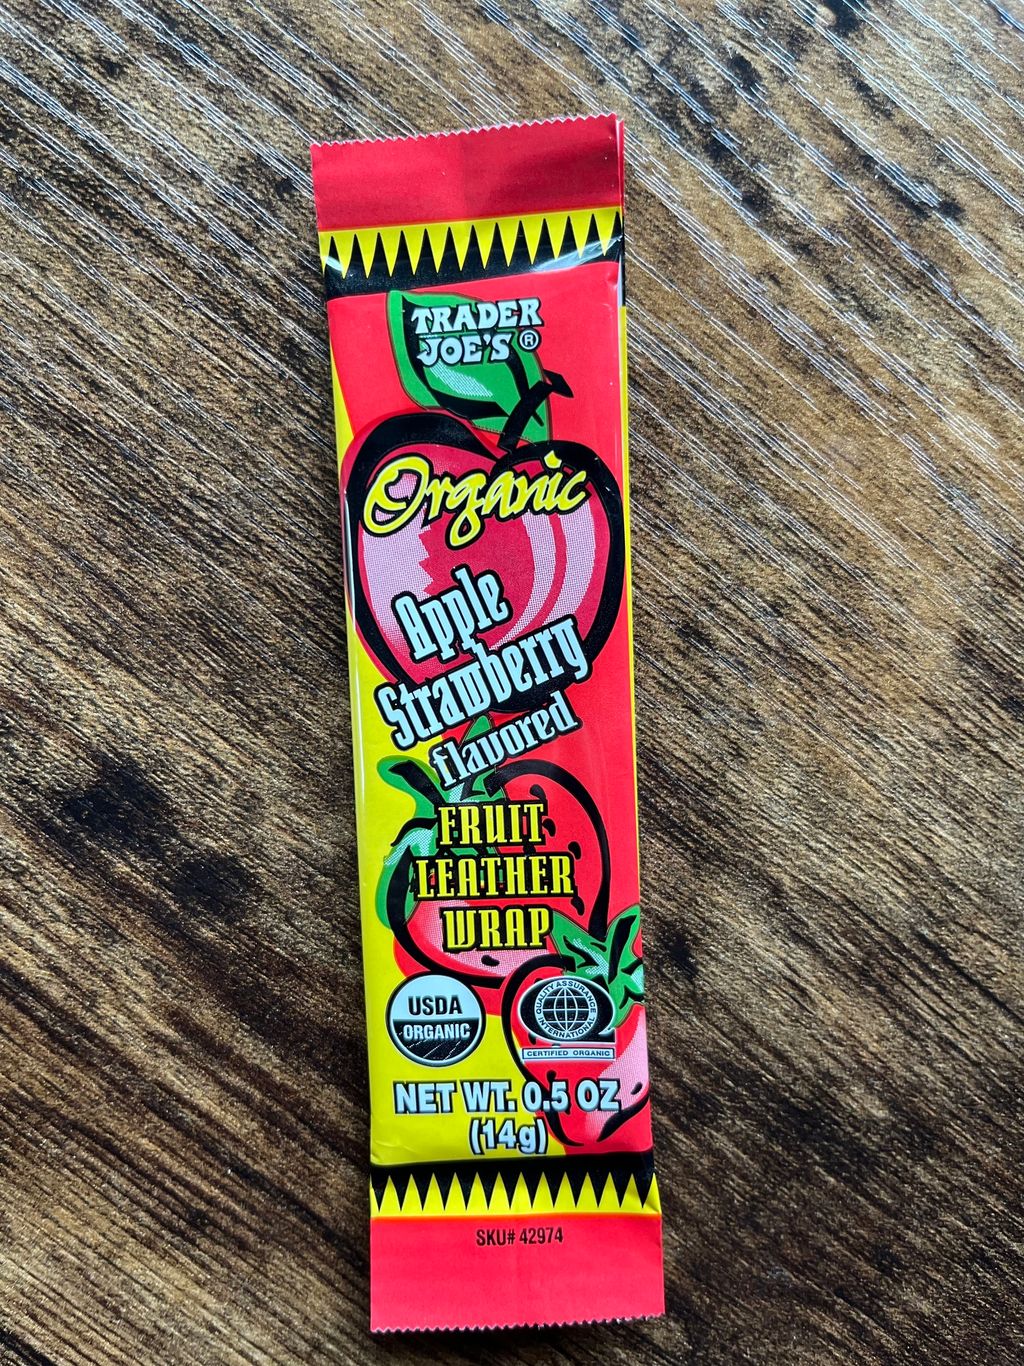 TRADER
JOE'S®
Organic
Apple
Strawberry
flavored
FRUIT
LEATHER
WRAP
USDA
ORGANIC
QUALITY ASSURANCE
INTERNATIONAL
CERTIFIED ORGANIC
NET WT. 0.5 OZ
(14g)
SKU# 42974